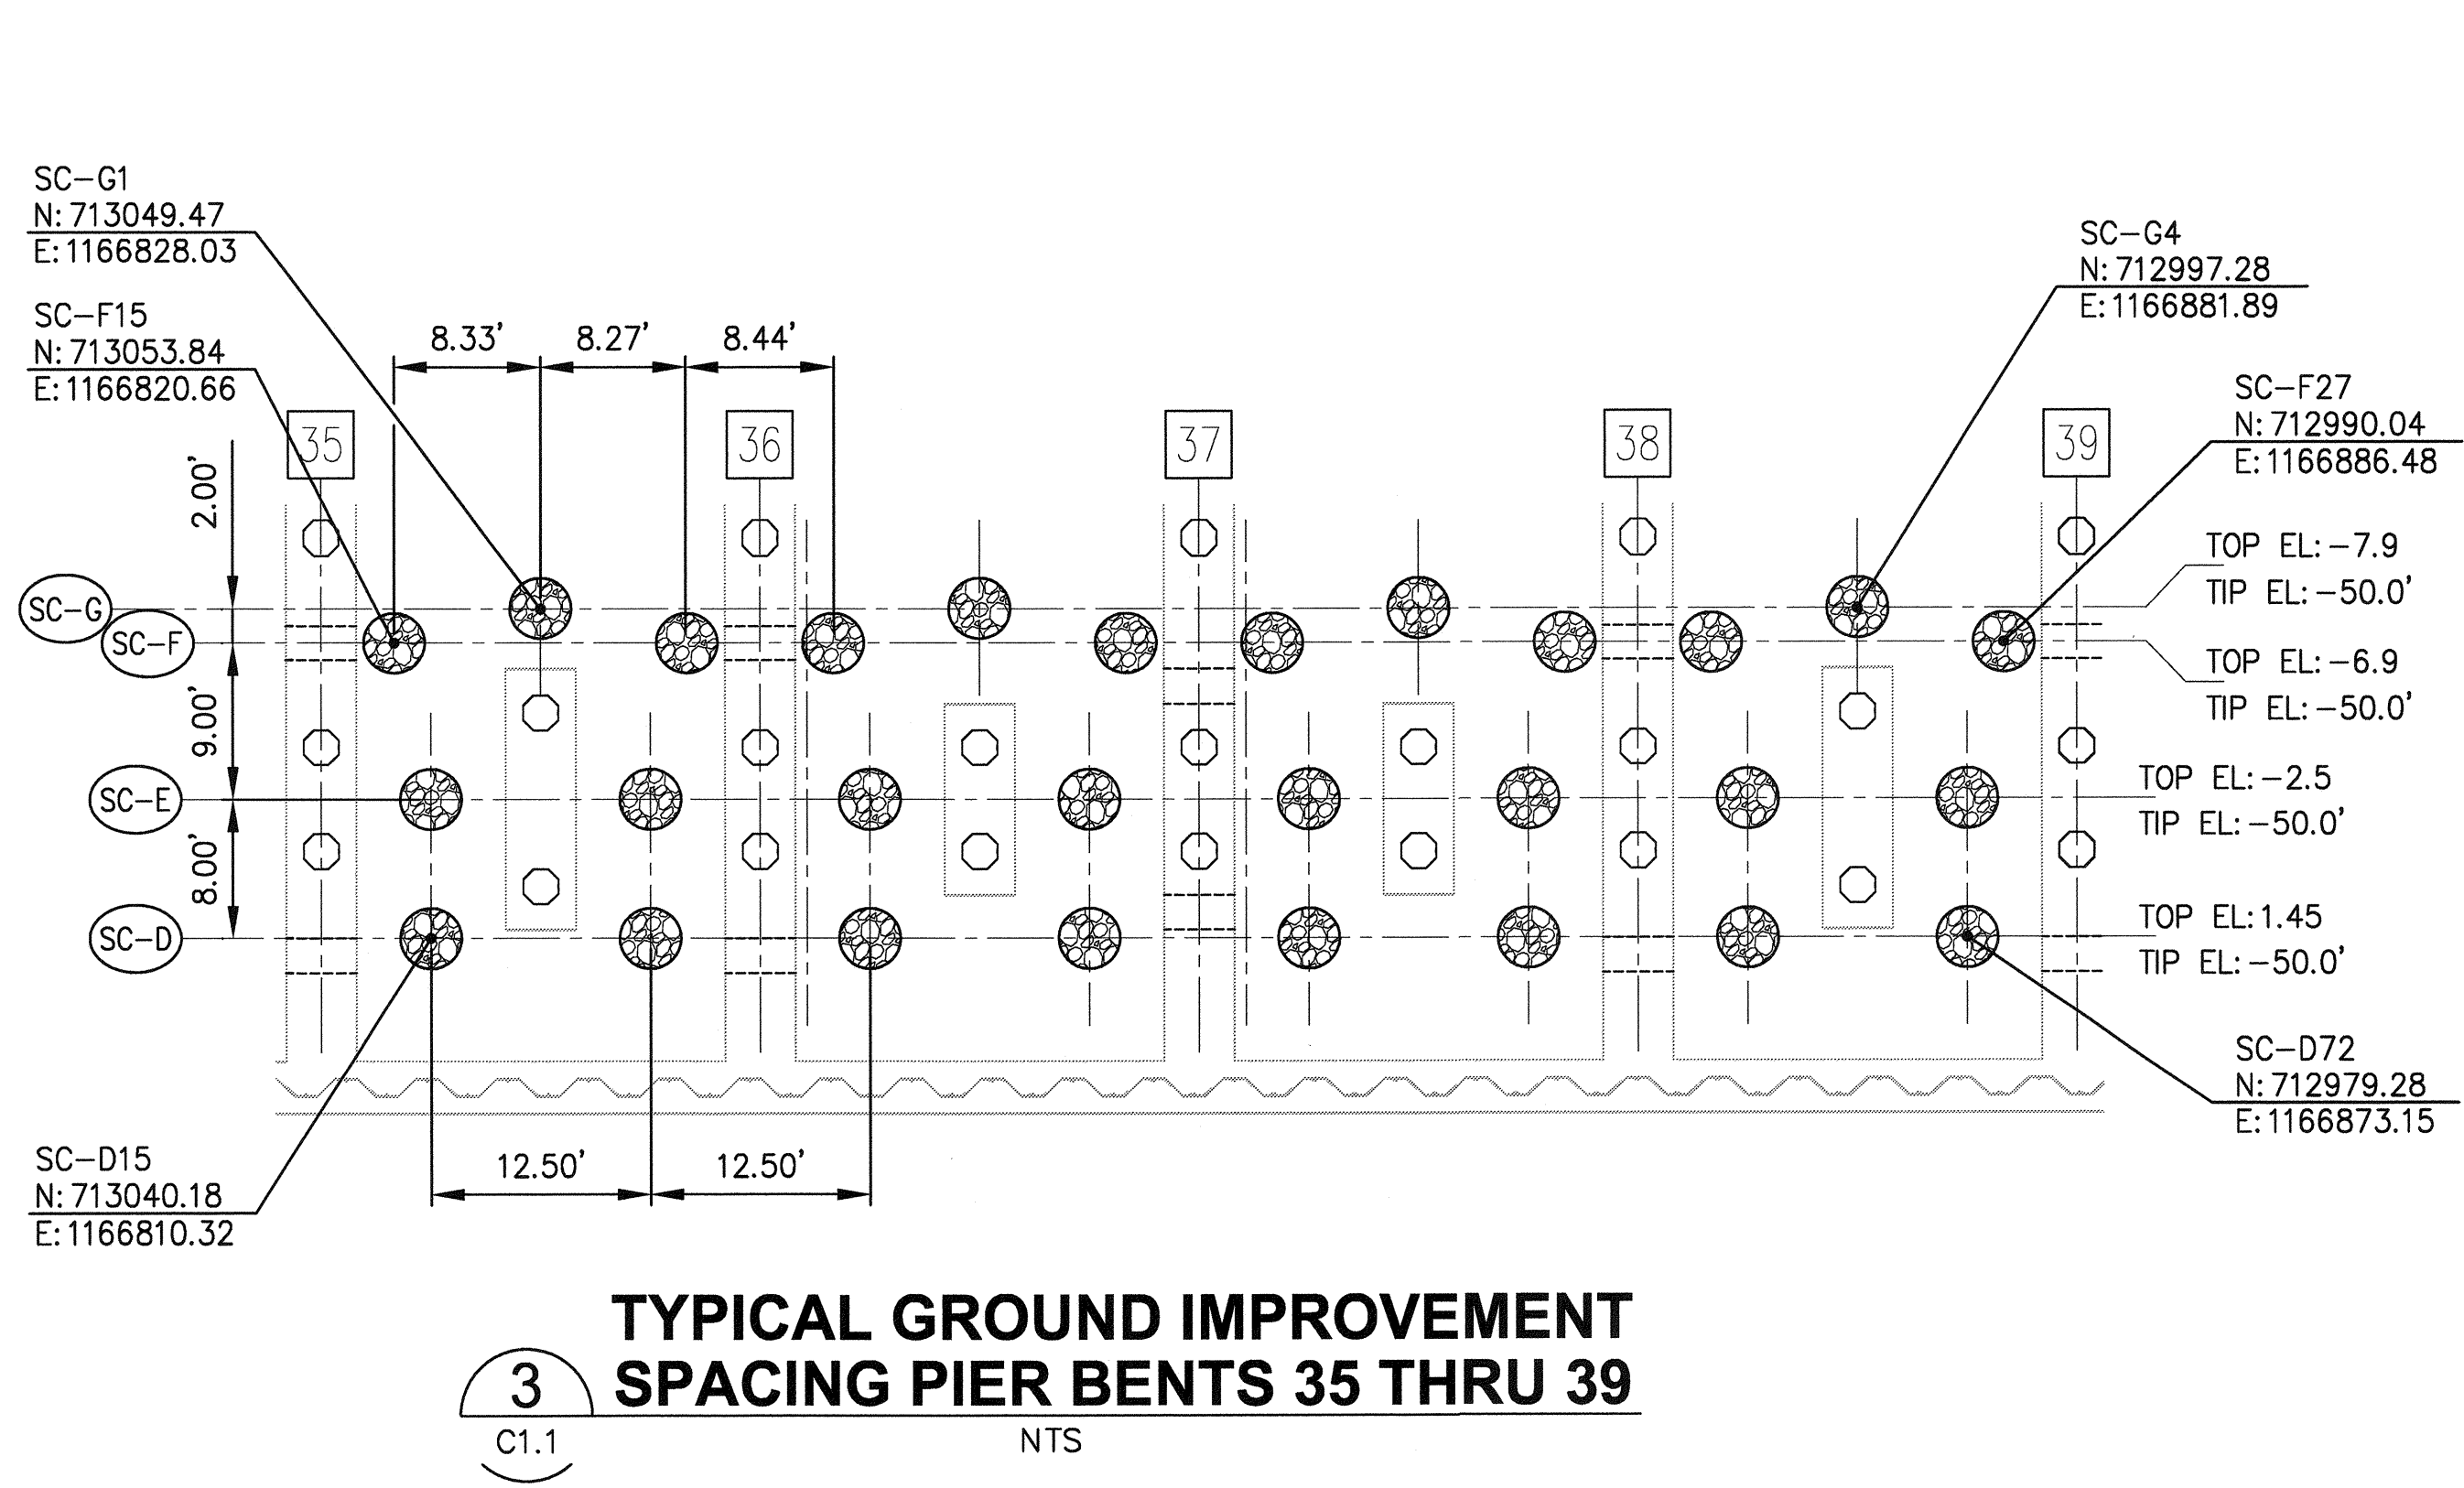 SC-G1
N: 713049.47
E: 1166828.03
SC-G4
N: 712997.28
E: 1166881.89
SC-F15
N: 713053.84
E: 1166820.66
8.33' 8.27' 8.44'
SC-F27
N: 712990.04
E: 1166886.48
35 36 37 38 39
2.00'
TOP EL: -7.9
TIP EL: -50.0'
SC-G
SC-F
TOP EL: -6.9
TIP EL: -50.0'
9.00'
SC-E
TOP EL: -2.5
TIP EL: -50.0'
8.00'
SC-D
TOP EL: 1.45
TIP EL: -50.0'
SC-D72
N: 712979.28
E: 1166873.15
12.50' 12.50'
SC-D15
N: 713040.18
E: 1166810.32
TYPICAL GROUND IMPROVEMENT
3 SPACING PIER BENTS 35 THRU 39
C1.1 NTS